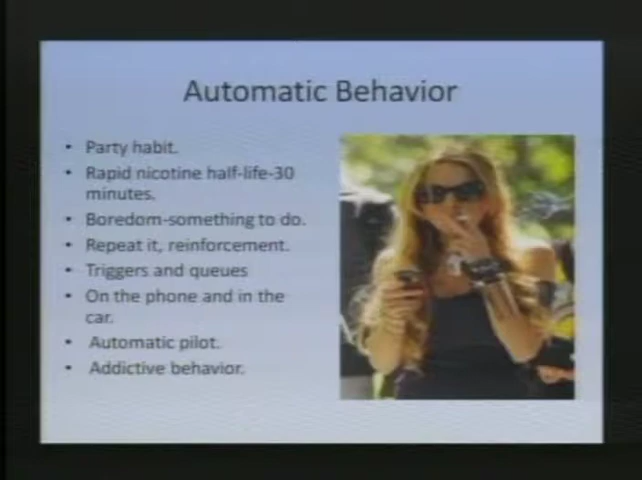 Automatic Behavior
• Party habit.
• Rapid nicotine half-life-30
minutes.
• Boredom-something to do.
• Repeat it, reinforcement.
• Triggers and queues
• On the phone and in the
car.
• Automatic pilot.
• Addictive behavior.